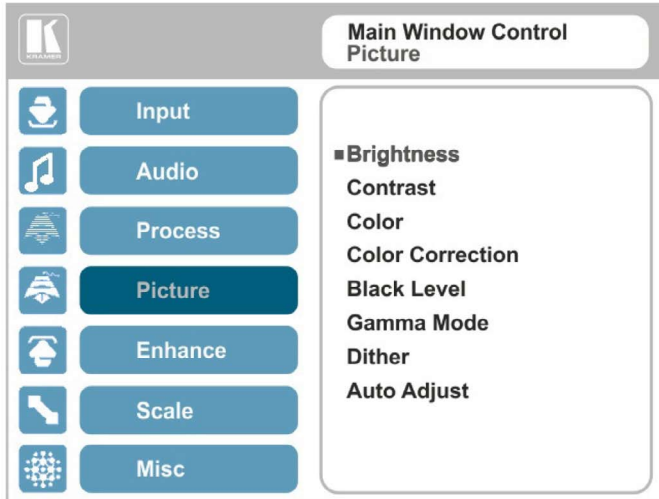 KRAMER
Main Window Control
Picture
Input
Audio
Process
Picture
Enhance
Scale
Misc
Brightness
Contrast
Color
Color Correction
Black Level
Gamma Mode
Dither
Auto Adjust